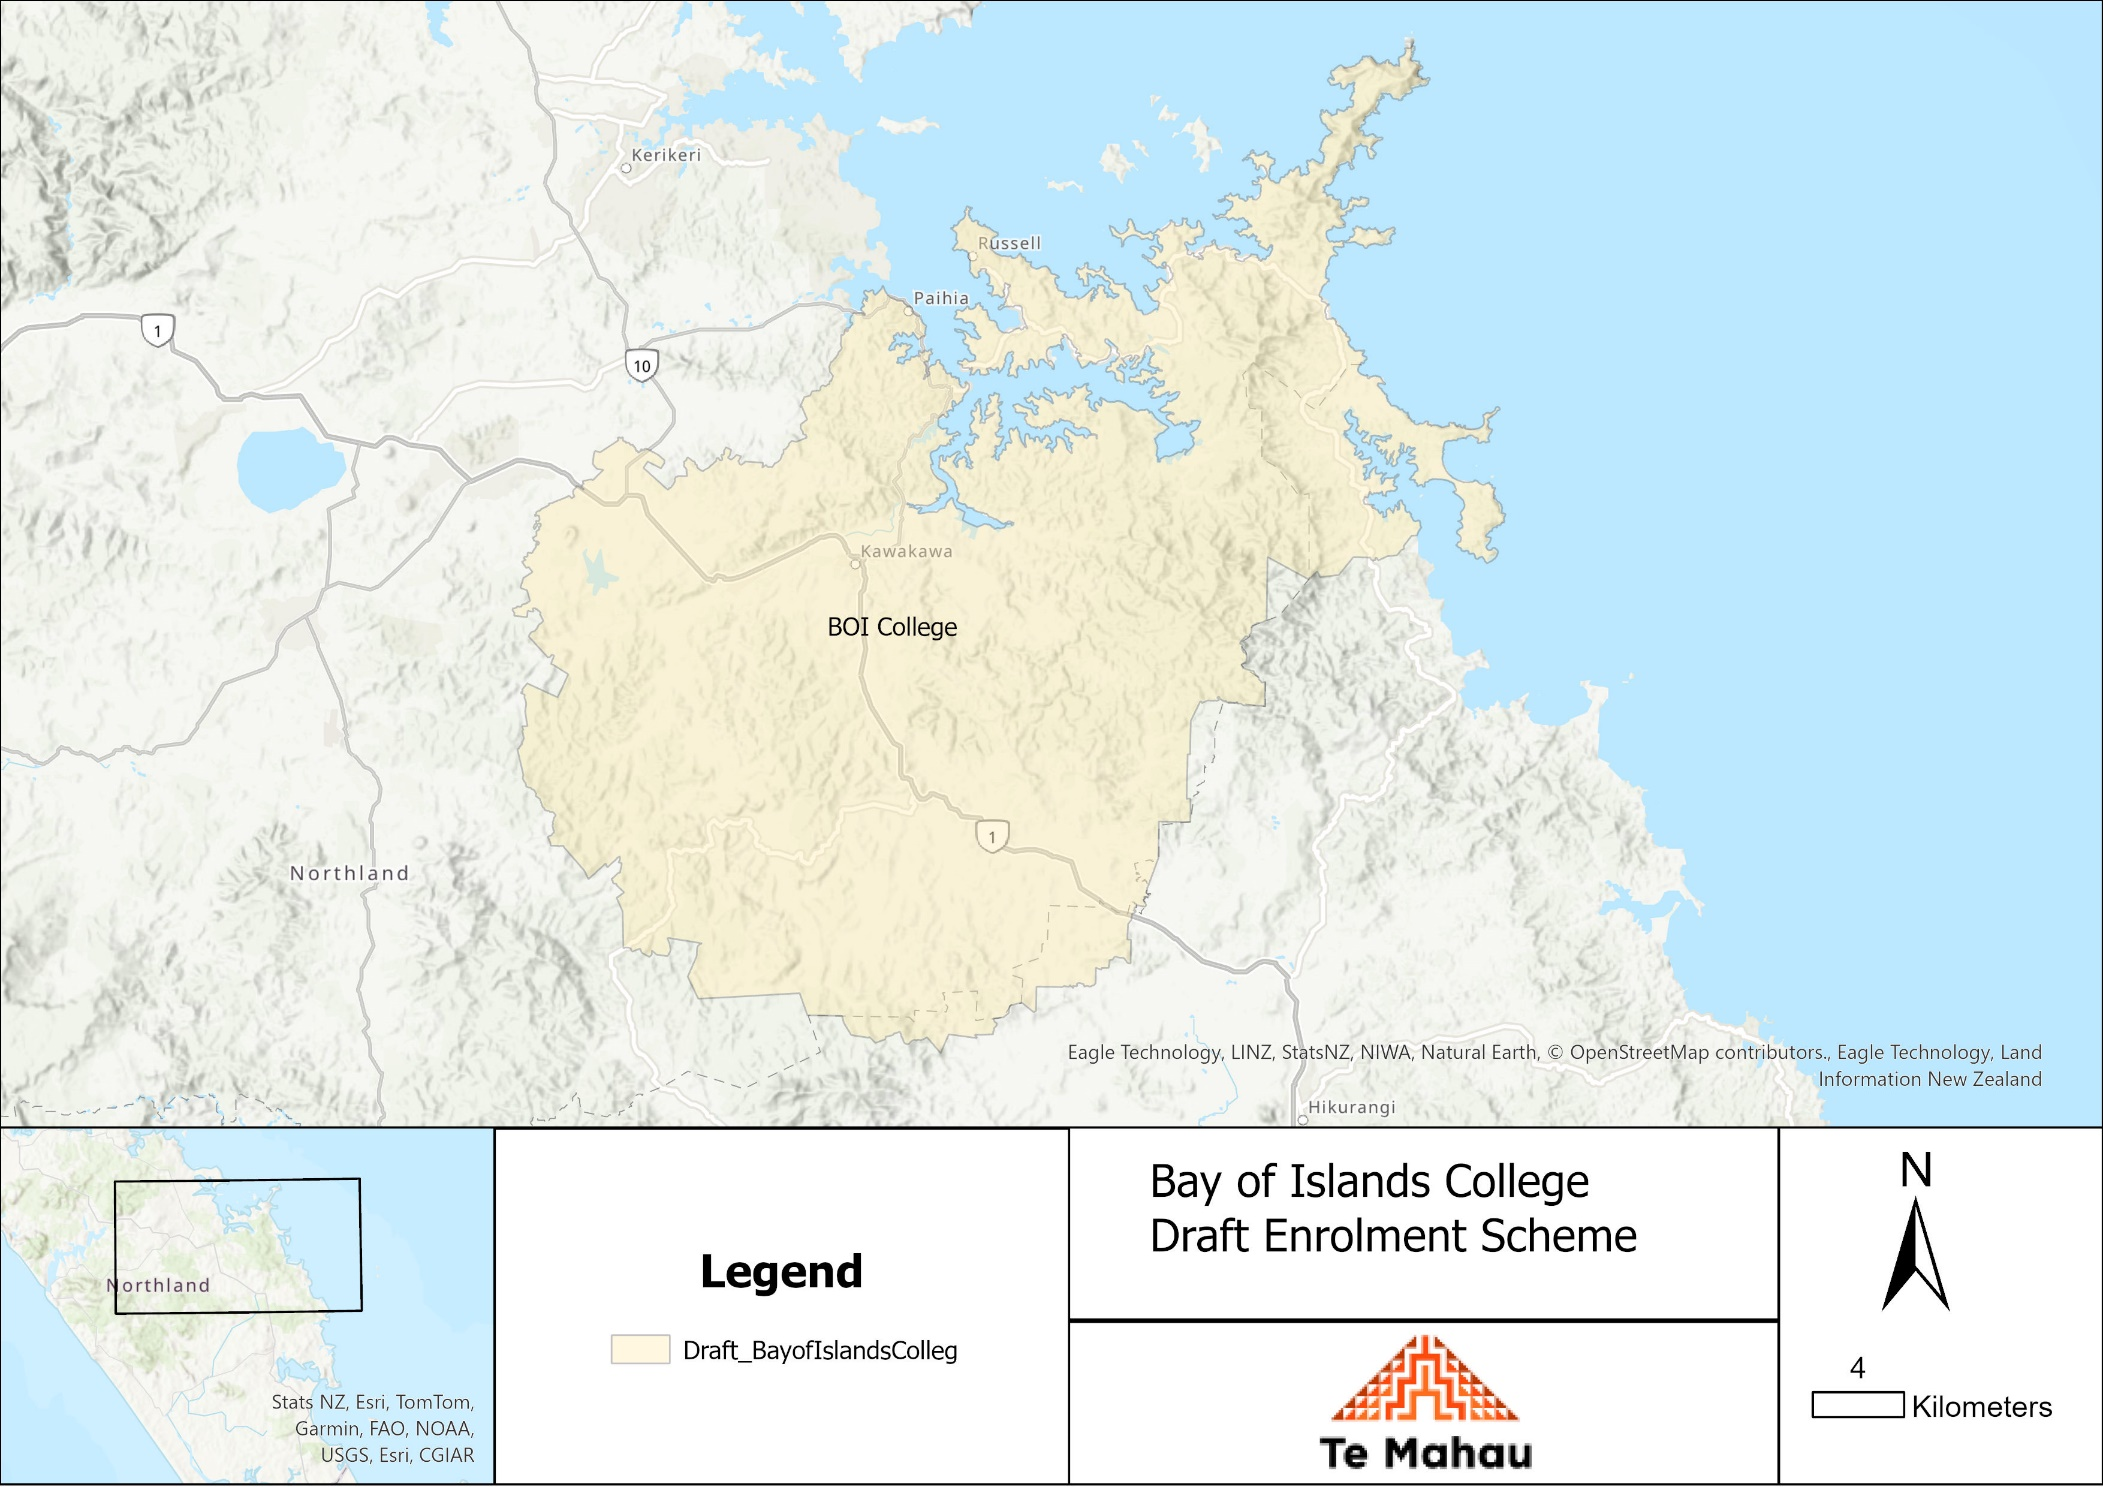 Kerikeri
Russell
Paihia
1
10
Kawakawa
BOI College
1
Northland
Eagle Technology, LINZ, StatsNZ, NIWA, Natural Earth, © OpenStreetMap contributors., Eagle Technology, Land
Information New Zealand
Hikurangi
Northland
Stats NZ, Esri, TomTom,
Garmin, FAO, NOAA,
USGS, Esri, CGIAR
Legend
Draft_BayofIslandsColleg
Bay of Islands College
Draft Enrolment Scheme
Te Mahau
N
4
Kilometers